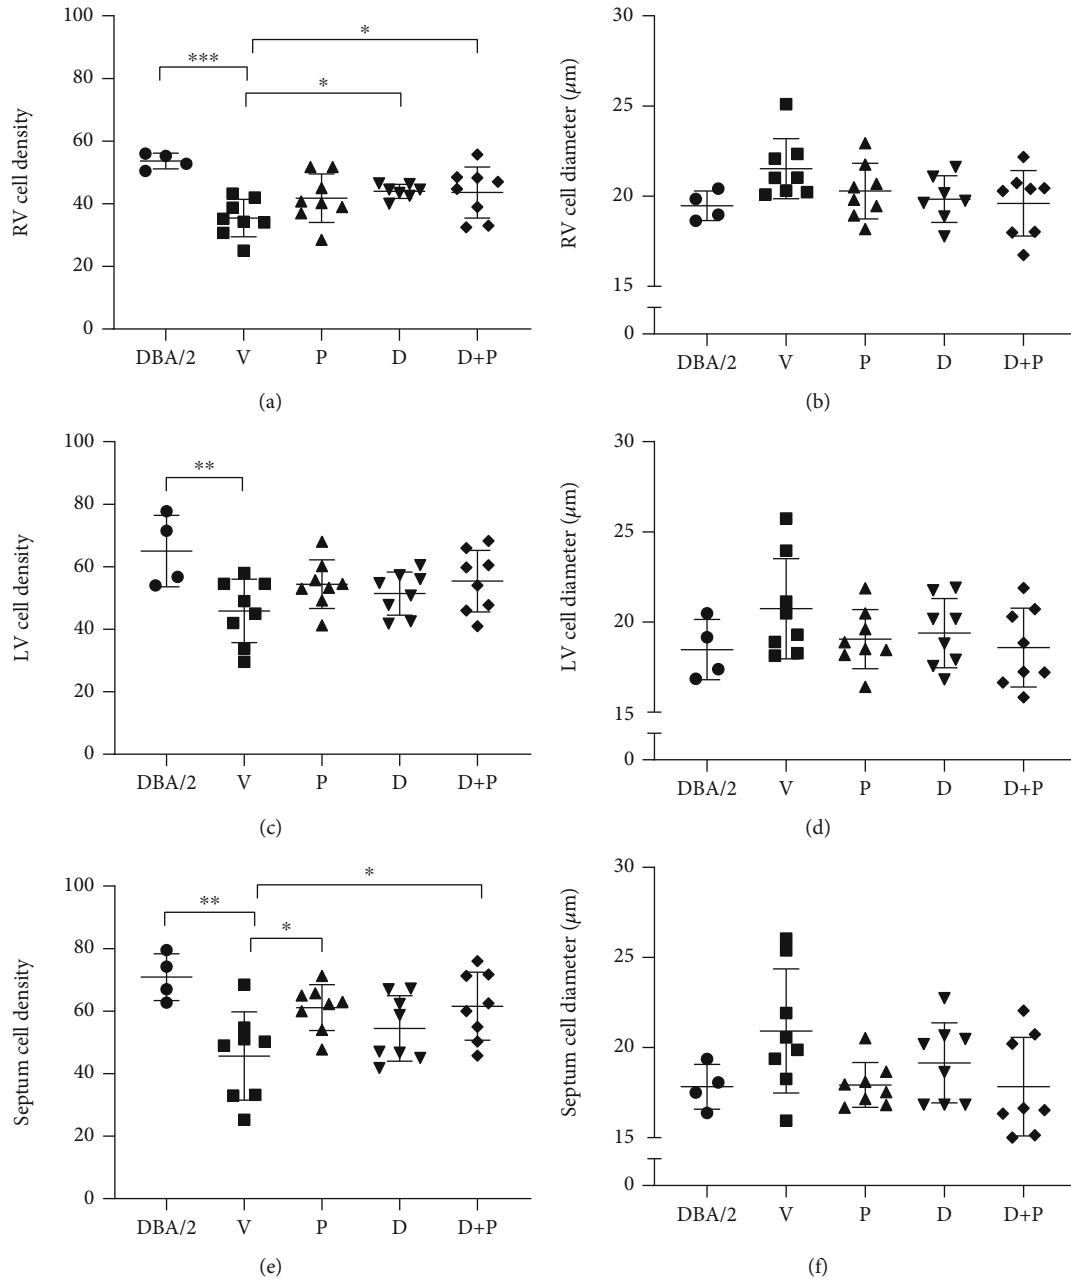 RV cell density
100
80
60
40
20
0
***
*
*
DBA/2 V P D D+P
(a)
RV cell diameter (μm)
30
25
20
15
0
DBA/2 V P D D+P
(b)
LV cell density
100
80
60
40
20
0
**
DBA/2 V P D D+P
(c)
LV cell diameter (μm)
30
25
20
15
0
DBA/2 V P D D+P
(d)
Septum cell density
100
80
60
40
20
0
**
*
*
DBA/2 V P D D+P
(e)
Septum cell diameter (μm)
30
25
20
15
0
DBA/2 V P D D+P
(f)